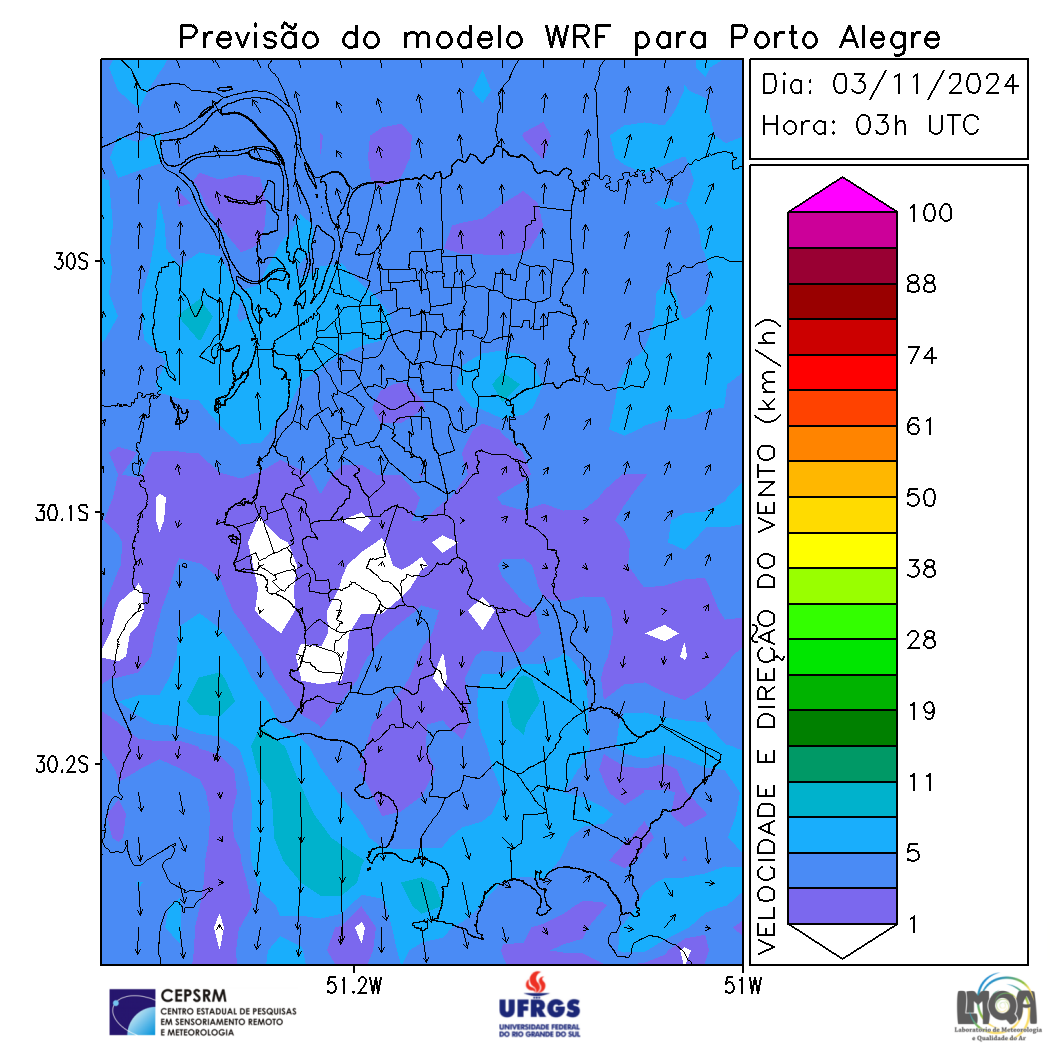 Previsão do modelo WRF para Porto Alegre
Dia: 03/11/2024
Hora: 03h UTC
30S
30.1S
30.2S
51.2W
51W
VELOCIDADE E DIREÇÃO DO VENTO (km/h)
100
88
74
61
50
38
28
19
11
5
1
CEPSRM
CENTRO ESTADUAL DE PESQUISAS
EM SENSORIAMENTO REMOTO
E METEOROLOGIA
UFRGS
UNIVERSIDADE FEDERAL
DO RIO GRANDE DO SUL
LMQA
Laboratório de Meteorologia
e Qualidade do Ar